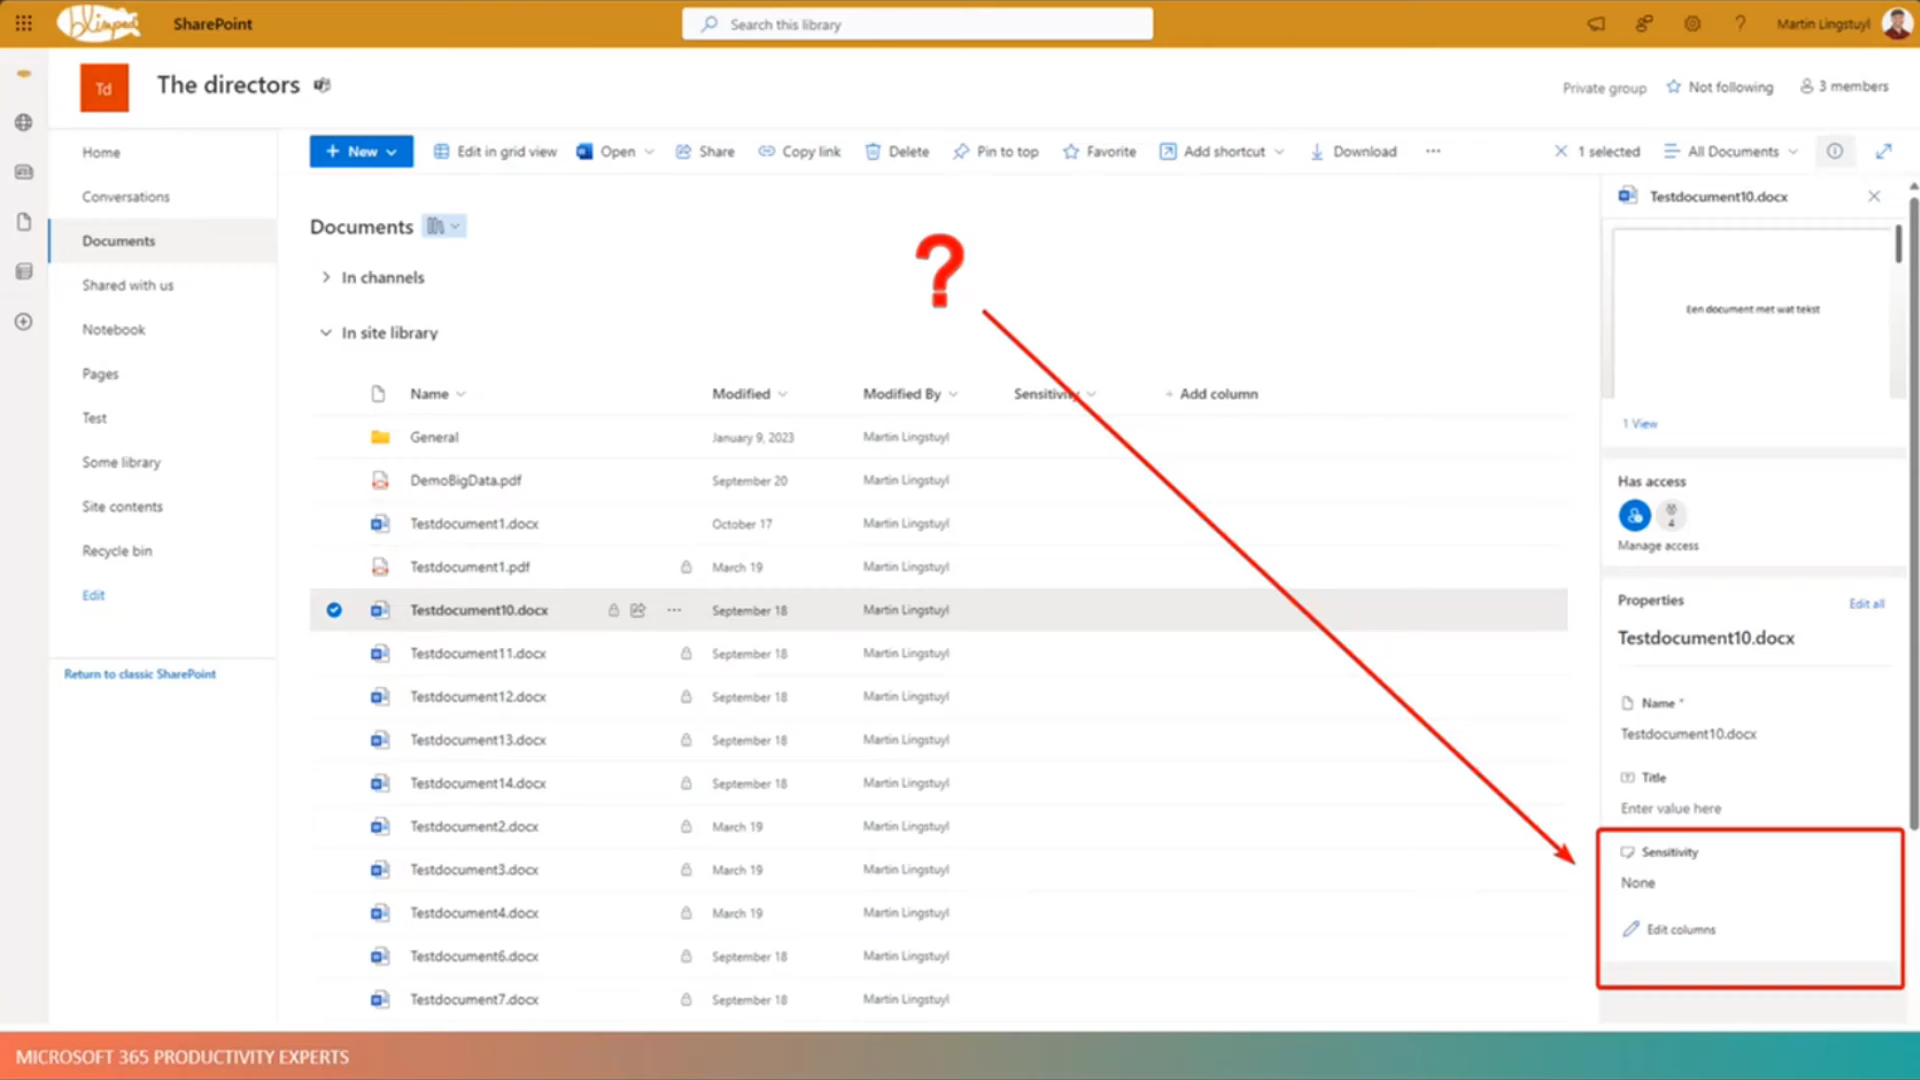 blimped
SharePoint
Search this library
?
Martin Lingstuyl
Td
The directors
Private group
Not following
3 members
Home
Conversations
Documents
Shared with us
Notebook
Pages
Test
Some library
Site contents
Recycle bin
Edit
Return to classic SharePoint
+ New
Edit in grid view
Open
Share
Copy link
Delete
Pin to top
Favorite
Add shortcut
Download
...
1 selected
All Documents
Documents
In channels
In site library
?
Name Modified Modified By Sensitivity + Add column
General January 9, 2023 Martin Lingstuyl
DemoBigData.pdf September 20 Martin Lingstuyl
Testdocument1.docx October 17 Martin Lingstuyl
Testdocument1.pdf March 19 Martin Lingstuyl
Testdocument10.docx ... September 18 Martin Lingstuyl
Testdocument11.docx September 18 Martin Lingstuyl
Testdocument12.docx September 18 Martin Lingstuyl
Testdocument13.docx September 18 Martin Lingstuyl
Testdocument14.docx September 18 Martin Lingstuyl
Testdocument2.docx March 19 Martin Lingstuyl
Testdocument3.docx March 19 Martin Lingstuyl
Testdocument4.docx March 19 Martin Lingstuyl
Testdocument6.docx September 18 Martin Lingstuyl
Testdocument7.docx September 18 Martin Lingstuyl
Testdocument10.docx
Een document met wat tekst
1 View
Has access
4
Manage access
Properties
Edit all
Testdocument10.docx
Name *
Testdocument10.docx
Title
Enter value here
Sensitivity
None
Edit columns
MICROSOFT 365 PRODUCTIVITY EXPERTS